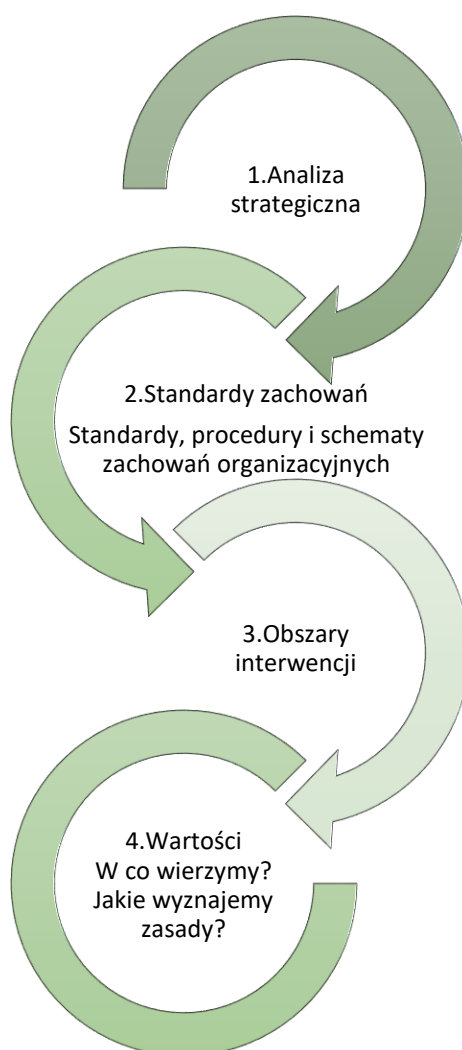 1.Analiza
strategiczna
2.Standardy zachowań
Standardy, procedury i schematy
zachowań organizacyjnych
3.Obszary
interwencji
4.Wartości
W co wierzymy?
Jakie wyznajemy
zasady?